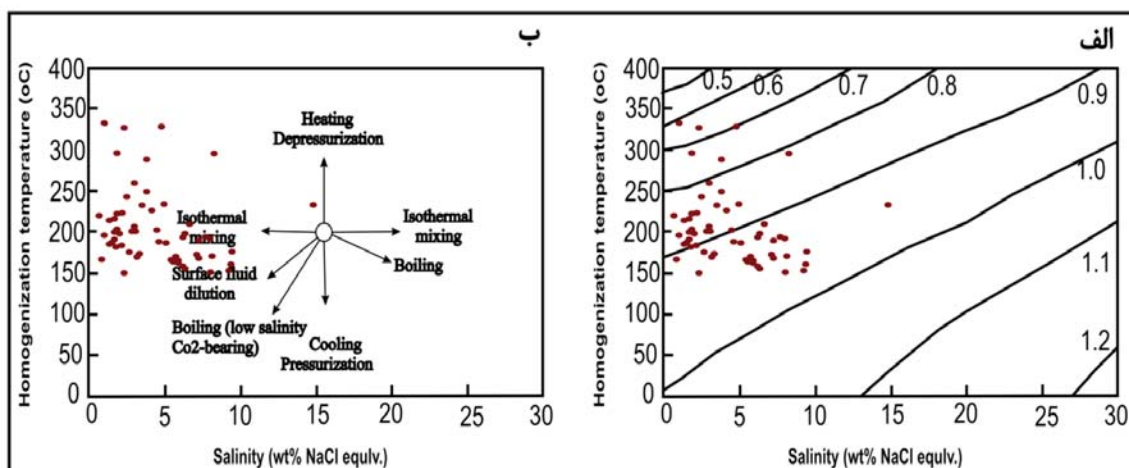 ب
Homogenization temperature (oC)
400
350
300
250
200
150
100
50
0
Heating
Depressurization
Isothermal
mixing
Isothermal
mixing
Boiling
Surface fluid
dilution
Boiling (low salinity
Co2-bearing)
Cooling
Pressurization
0
5
10
15
20
25
30
Salinity (wt% NaCl equlv.)
الف
Homogenization temperature (oC)
400
350
300
250
200
150
100
50
0
0.5
0.6
0.7
0.8
0.9
1.0
1.1
1.2
0
5
10
15
20
25
30
Salinity (wt% NaCl equlv.)